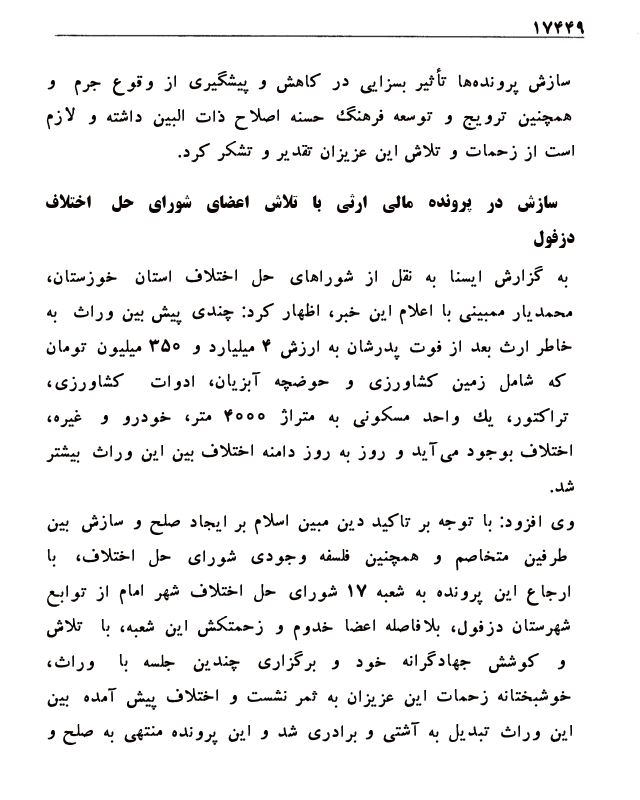 ۱۷۴۴۹
سازش پرونده‌ها تأثیر بسزایی در کاهش و پیشگیری از وقوع جرم و
همچنین ترویج و توسعه فرهنگ حسنه اصلاح ذات البین داشته و لازم
است از زحمات و تلاش این عزیزان تقدیر و تشکر کرد.
سازش در پرونده مالی ارثی با تلاش اعضای شورای حل اختلاف
دزفول
به گزارش ایسنا به نقل از شوراهای حل اختلاف استان خوزستان،
محمدیار ممبینی با اعلام این خبر، اظهار کرد: چندی پیش بین وراث به
خاطر ارث بعد از فوت پدرشان به ارزش ۴ میلیارد و ۳۵۰ میلیون تومان
که شامل زمین کشاورزی و حوضچه آبزیان، ادوات کشاورزی،
تراکتور، یك واحد مسکونی به متراژ ۴۰۰۰ متر، خودرو و غیره،
اختلاف بوجود می‌آید و روز به روز دامنه اختلاف بین این وراث بیشتر
شد.
وی افزود: با توجه بر تاکید دین مبین اسلام بر ایجاد صلح و سازش بین
طرفین متخاصم و همچنین فلسفه وجودی شورای حل اختلاف، با
ارجاع این پرونده به شعبه ۱۷ شورای حل اختلاف شهر امام از توابع
شهرستان دزفول، بلافاصله اعضا خدوم و زحمتکش این شعبه، با تلاش
و کوشش جهادگرانه خود و برگزاری چندین جلسه با وراث،
خوشبختانه زحمات این عزیزان به ثمر نشست و اختلاف پیش آمده بین
این وراث تبدیل به آشتی و برادری شد و این پرونده منتهی به صلح و